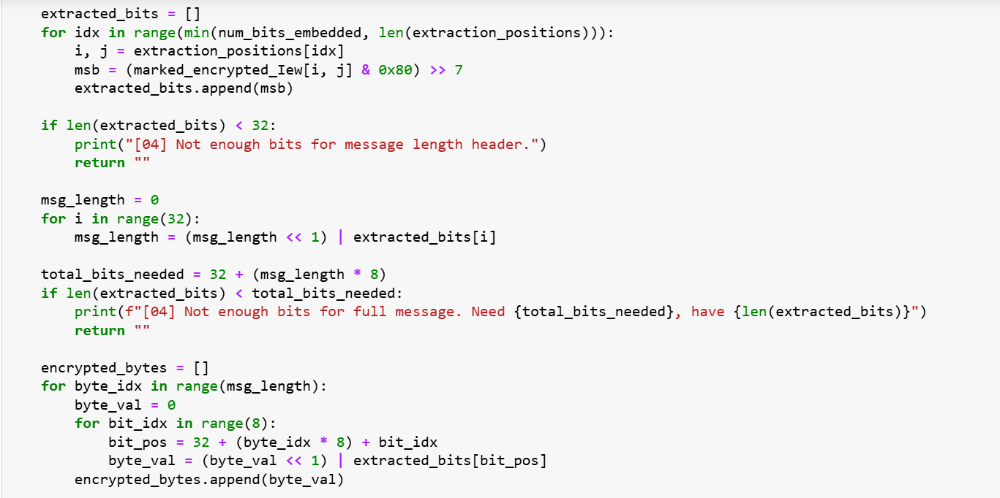 extracted_bits = []
for idx in range(min(num_bits_embedded, len(extraction_positions))):
    i, j = extraction_positions[idx]
    msb = (marked_encrypted_Iew[i, j] & 0x80) >> 7
    extracted_bits.append(msb)

if len(extracted_bits) < 32:
    print("[04] Not enough bits for message length header.")
    return ""

msg_length = 0
for i in range(32):
    msg_length = (msg_length << 1) | extracted_bits[i]

total_bits_needed = 32 + (msg_length * 8)
if len(extracted_bits) < total_bits_needed:
    print(f"[04] Not enough bits for full message. Need {total_bits_needed}, have {len(extracted_bits)}")
    return ""

encrypted_bytes = []
for byte_idx in range(msg_length):
    byte_val = 0
    for bit_idx in range(8):
        bit_pos = 32 + (byte_idx * 8) + bit_idx
        byte_val = (byte_val << 1) | extracted_bits[bit_pos]
    encrypted_bytes.append(byte_val)